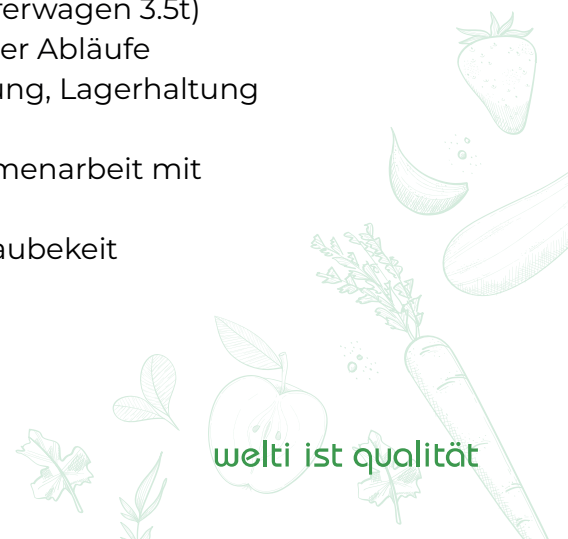 erwagen 3.5t)
er Abläufe
ung, Lagerhaltung
menarbeit mit
aubekeit
welti ist qualität